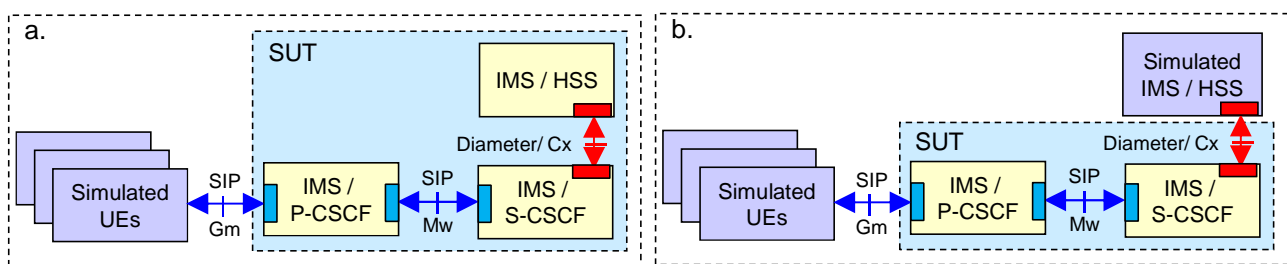 a.
SUT
IMS / HSS
Diameter/ Cx
Simulated
UEs
SIP
Gm
IMS /
P-CSCF
SIP
Mw
IMS /
S-CSCF
b.
Simulated
IMS / HSS
Diameter/ Cx
SUT
Simulated
UEs
SIP
Gm
IMS /
P-CSCF
SIP
Mw
IMS /
S-CSCF